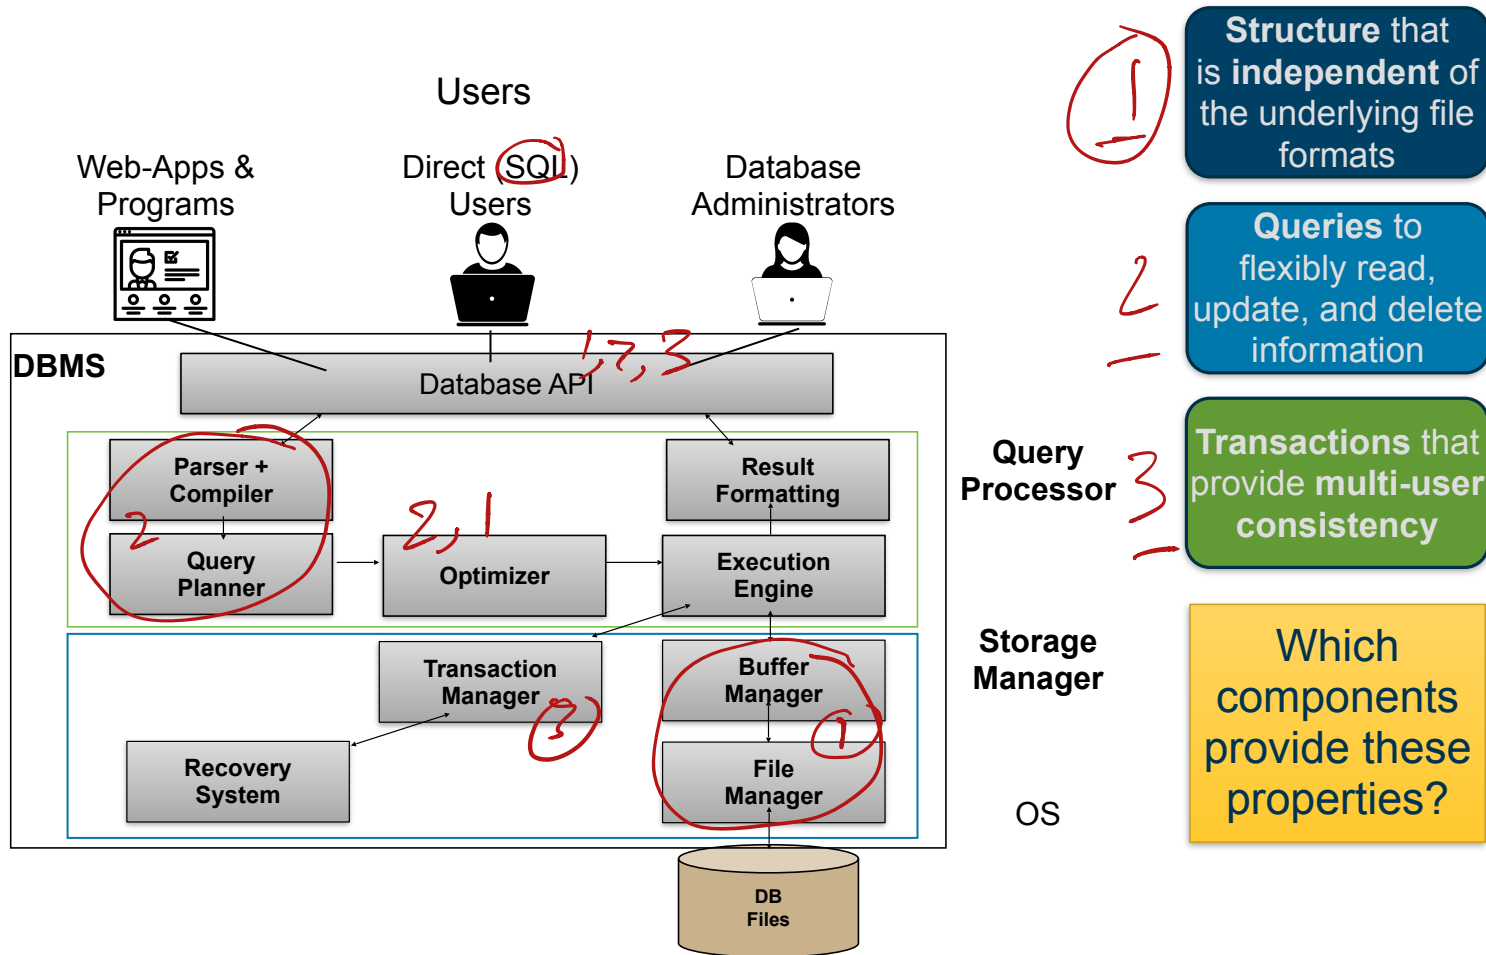 Users
Web-Apps &
Programs
Direct (SQL)
Users
Database
Administrators
DBMS
Database API
1, 2, 3
Parser +
Compiler
2
Query
Planner
2, 1
Optimizer
Result
Formatting
Execution
Engine
Transaction
Manager
3
Recovery
System
Buffer
Manager
1
File
Manager
DB
Files
Query
Processor
Storage
Manager
OS
1
Structure that
is independent of
the underlying file
formats
2
Queries to
flexibly read,
update, and delete
information
3
Transactions that
provide multi-user
consistency
Which
components
provide these
properties?